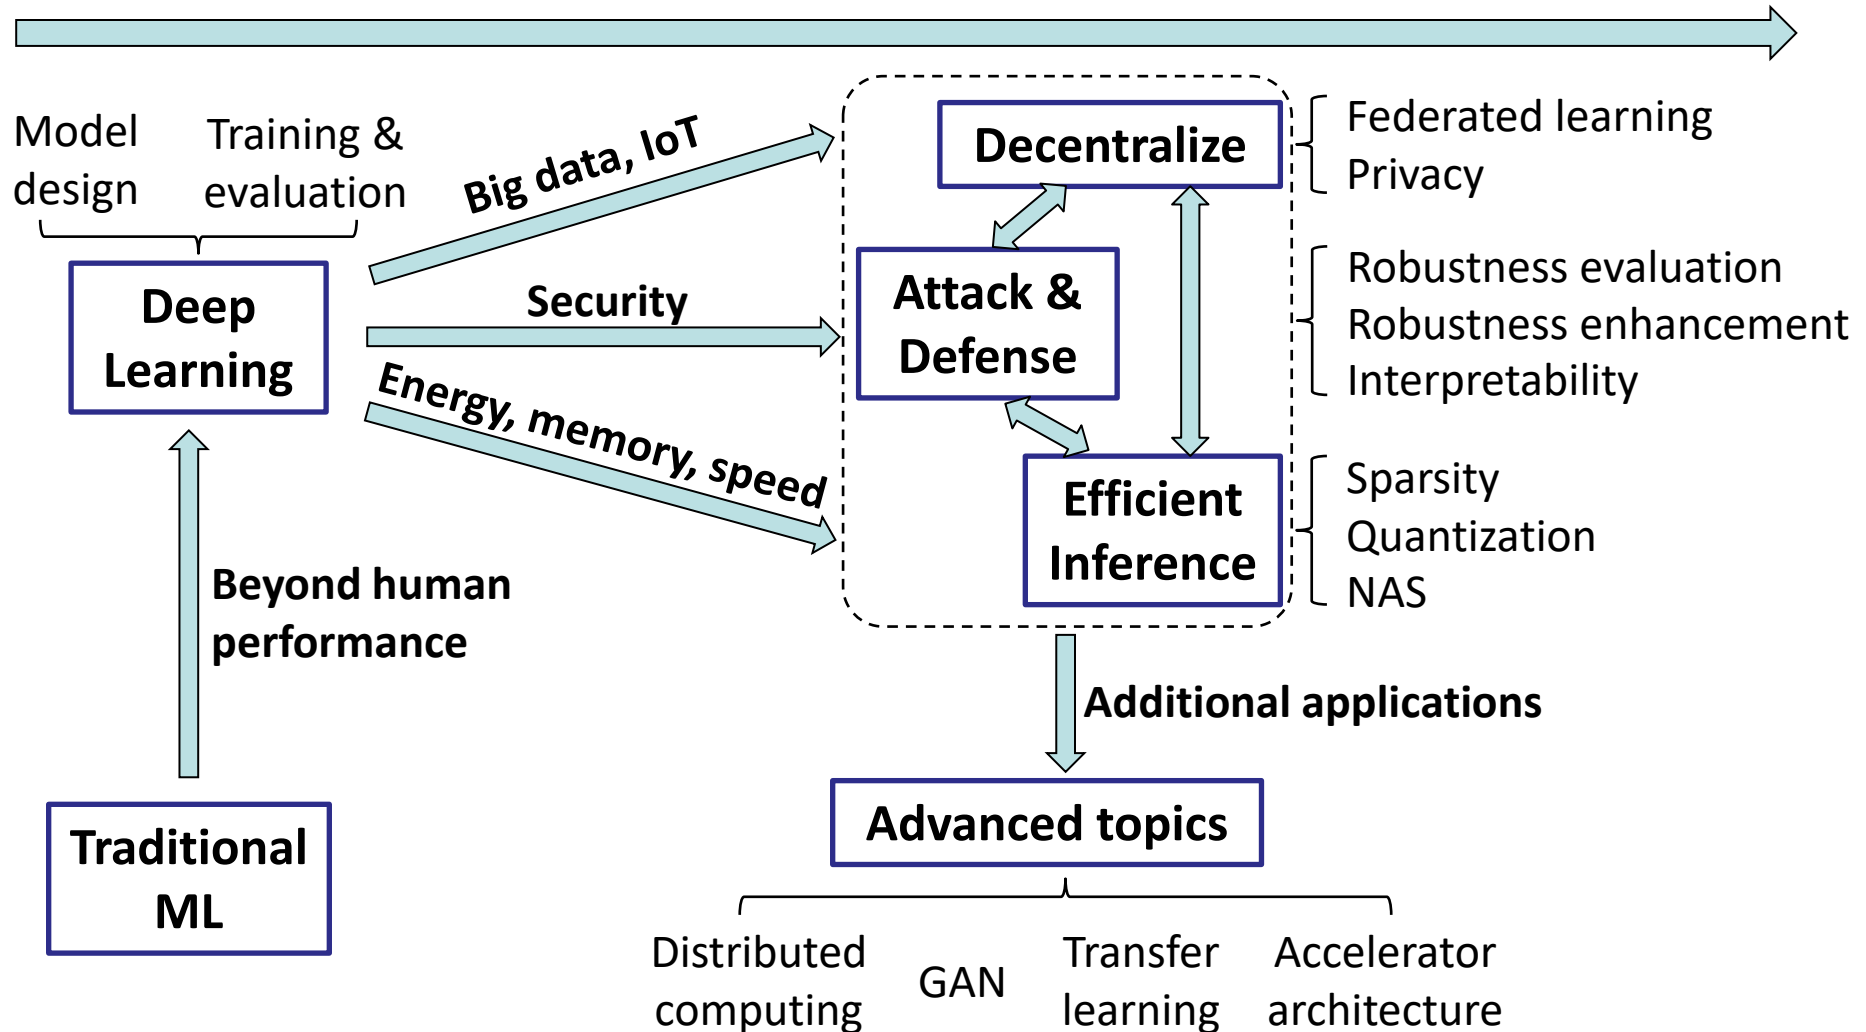 Model
design
Training &
evaluation
Big data, IoT
Decentralize
Federated learning
Privacy
Deep
Learning
Security
Attack &
Defense
Robustness evaluation
Robustness enhancement
Interpretability
Energy, memory, speed
Efficient
Inference
Sparsity
Quantization
NAS
Beyond human
performance
Additional applications
Traditional
ML
Advanced topics
Distributed
computing
GAN
Transfer
learning
Accelerator
architecture